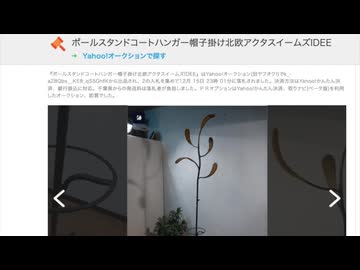 ポールスタンドコートハンガー帽子掛け北欧アクタスイームズIDEE
Yahoo!オークションで探す
『ポールスタンドコートハンガー帽子掛け北欧アクタスイームズIDEE』はYahoo!オークション(旧ヤフオク!)で
から出品され、2の入札を集めて12月 15日 23時 01分に落札されました。決済方法はYahoo!かんたん決
済、銀行振込に対応。千葉県からの発送料は落札者が負担しました。PRオプションはYahoo!かんたん決済、取りナビ(ベータ版)を利用
したオークション、即買でした。